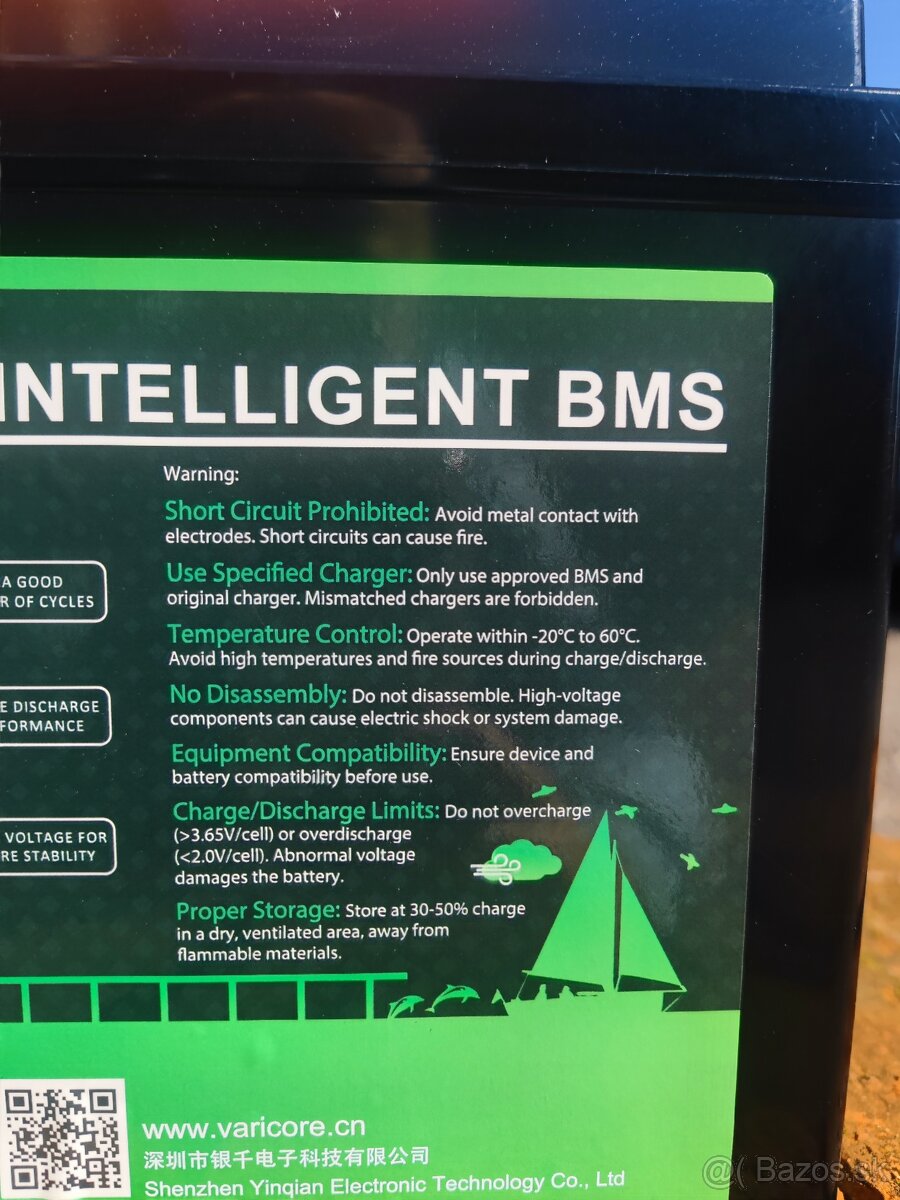 INTELLIGENT BMS
Warning:
Short Circuit Prohibited: Avoid metal contact with
electrodes. Short circuits can cause fire.
Use Specified Charger: Only use approved BMS and
original charger. Mismatched chargers are forbidden.
Temperature Control: Operate within -20°C to 60°C.
Avoid high temperatures and fire sources during charge/discharge.
No Disassembly: Do not disassemble. High-voltage
components can cause electric shock or system damage.
Equipment Compatibility: Ensure device and
battery compatibility before use.
Charge/Discharge Limits: Do not overcharge
(>3.65V/cell) or overdischarge
(<2.0V/cell). Abnormal voltage
damages the battery.
Proper Storage: Store at 30-50% charge
in a dry, ventilated area, away from
flammable materials.
A GOOD
R OF CYCLES
E DISCHARGE
FORMANCE
VOLTAGE FOR
RE STABILITY
www.varicore.cn
深圳市银千电子科技有限公司
Shenzhen Yinqian Electronic Technology Co., Ltd
@( Bazos.sk